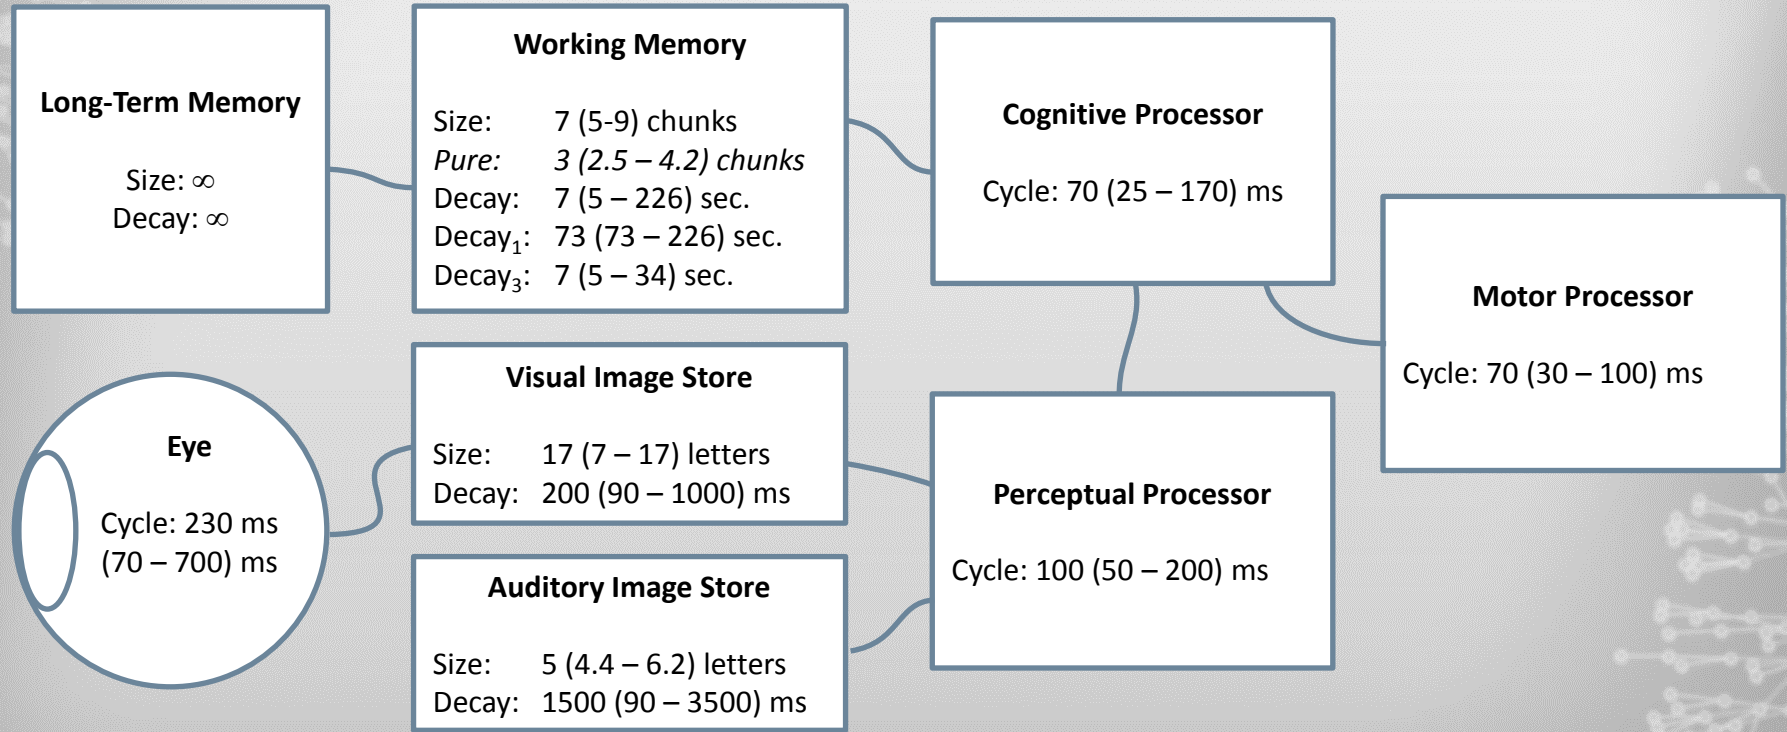 Long-Term Memory
Size: ∞
Decay: ∞
Working Memory
Size: 7 (5-9) chunks
Pure: 3 (2.5 – 4.2) chunks
Decay: 7 (5 – 226) sec.
Decay₁: 73 (73 – 226) sec.
Decay₃: 7 (5 – 34) sec.
Cognitive Processor
Cycle: 70 (25 – 170) ms
Motor Processor
Cycle: 70 (30 – 100) ms
Eye
Cycle: 230 ms
(70 – 700) ms
Visual Image Store
Size: 17 (7 – 17) letters
Decay: 200 (90 – 1000) ms
Auditory Image Store
Size: 5 (4.4 – 6.2) letters
Decay: 1500 (90 – 3500) ms
Perceptual Processor
Cycle: 100 (50 – 200) ms